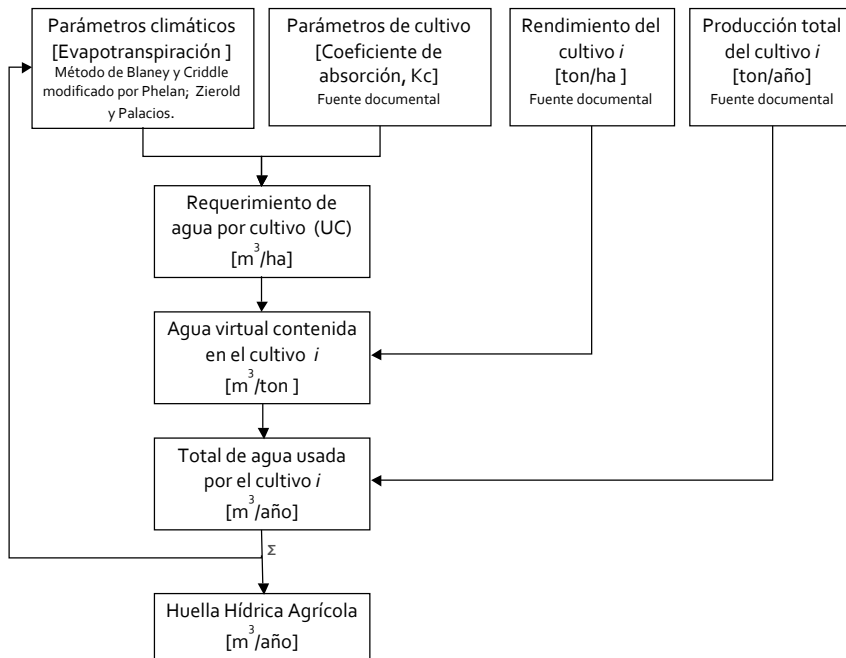 Parámetros climáticos
[Evapotranspiración ]
Método de Blaney y Criddle
modificado por Phelan; Zierold
y Palacios.
Parámetros de cultivo
[Coeficiente de
absorción, Kc]
Fuente documental
Rendimiento del
cultivo i
[ton/ha ]
Fuente documental
Producción total
del cultivo i
[ton/año]
Fuente documental
Requerimiento de
agua por cultivo (UC)
[m³/ha]
Agua virtual contenida
en el cultivo i
[m³/ton ]
Total de agua usada
por el cultivo i
[m³/año]
Σ
Huella Hídrica Agrícola
[m³/año]